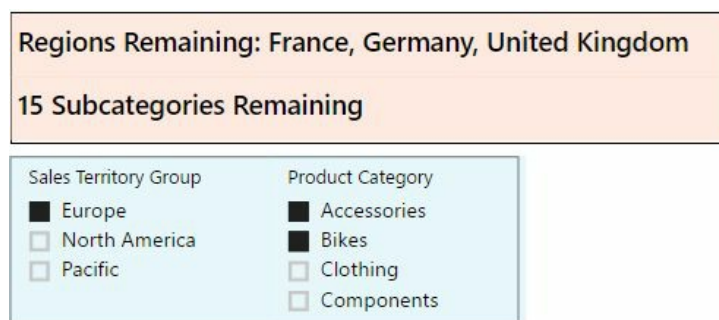 Regions Remaining: France, Germany, United Kingdom
15 Subcategories Remaining
Sales Territory Group
Europe
North America
Pacific
Product Category
Accessories
Bikes
Clothing
Components